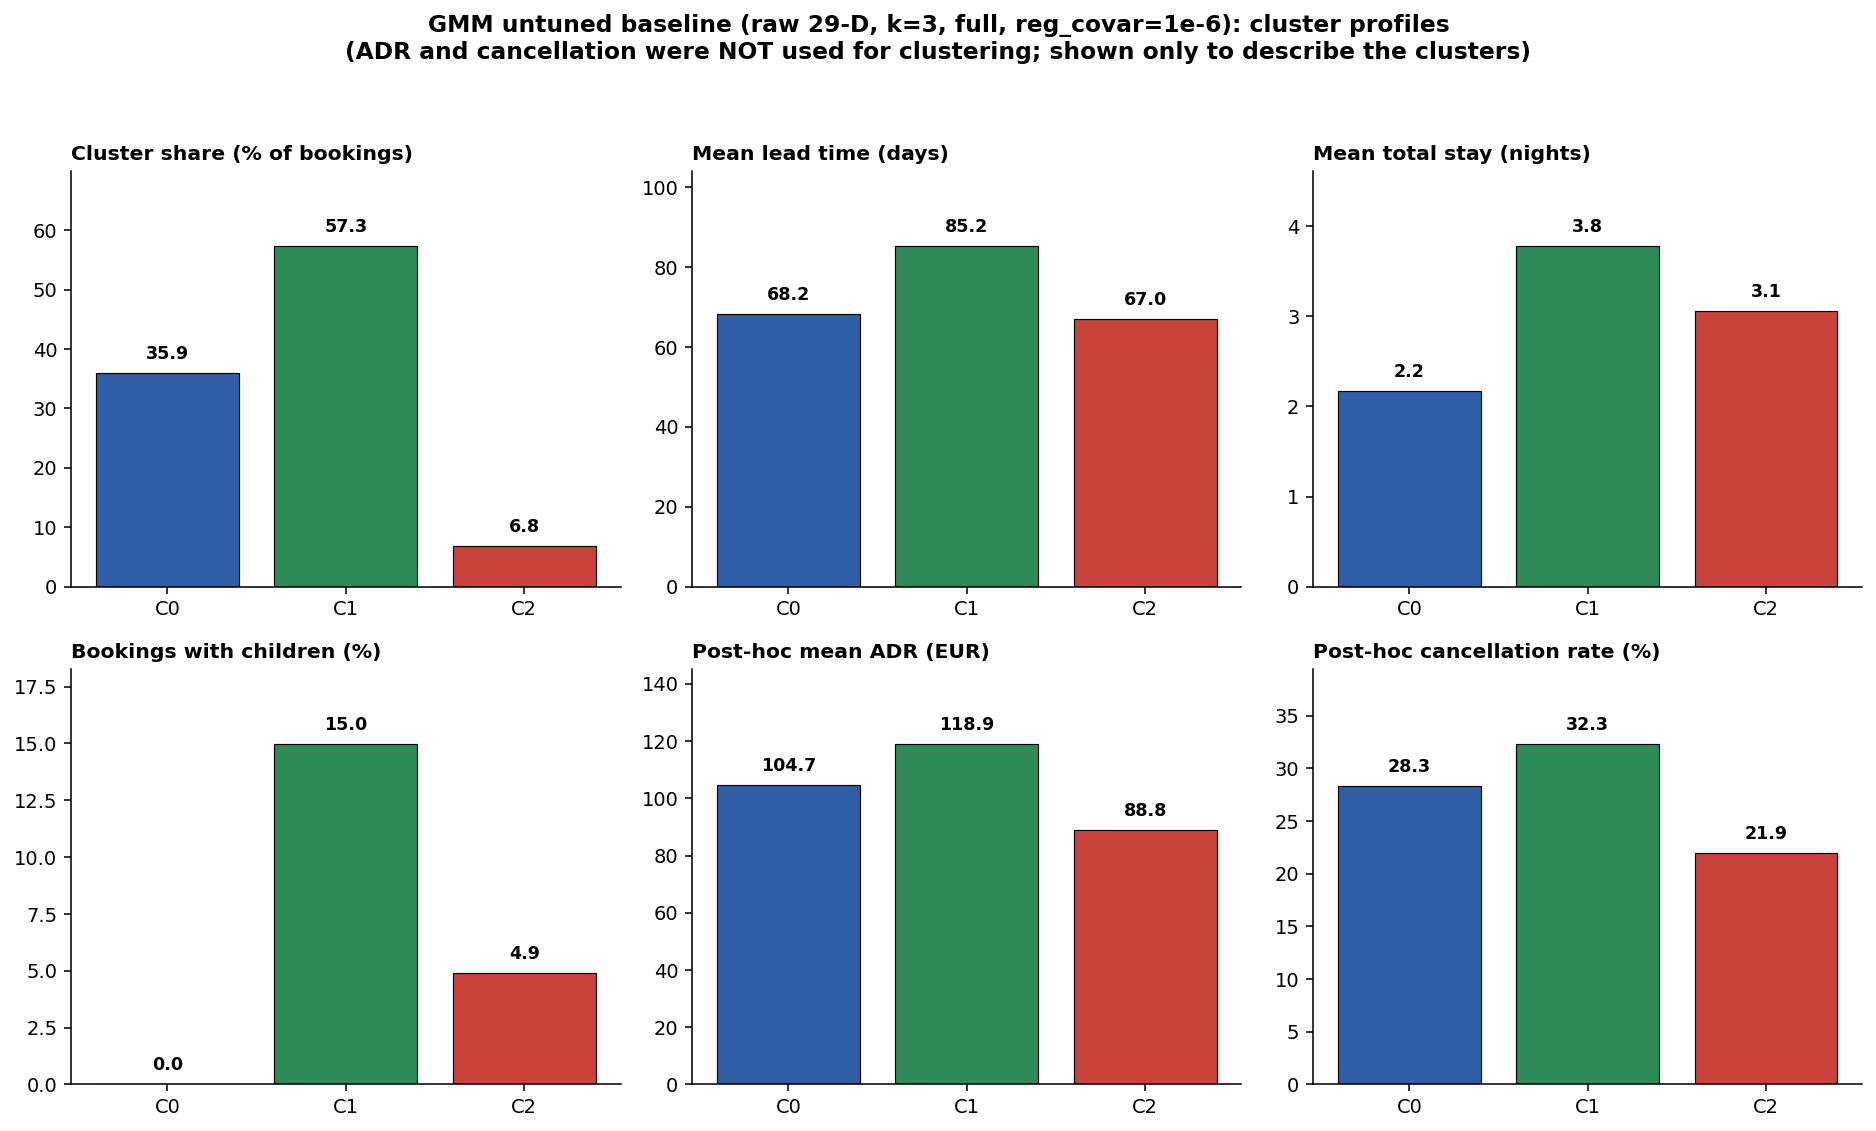 GMM untuned baseline (raw 29-D, k=3, full, reg_covar=1e-6): cluster profiles
(ADR and cancellation were NOT used for clustering; shown only to describe the clusters)
Cluster share (% of bookings)
60
50
40
30
20
10
0
35.9
57.3
6.8
C0
C1
C2
Mean lead time (days)
100
80
60
40
20
0
68.2
85.2
67.0
C0
C1
C2
Mean total stay (nights)
4
3
2
1
0
2.2
3.8
3.1
C0
C1
C2
Bookings with children (%)
17.5
15.0
12.5
10.0
7.5
5.0
2.5
0.0
0.0
15.0
4.9
C0
C1
C2
Post-hoc mean ADR (EUR)
140
120
100
80
60
40
20
0
104.7
118.9
88.8
C0
C1
C2
Post-hoc cancellation rate (%)
35
30
25
20
15
10
5
0
28.3
32.3
21.9
C0
C1
C2